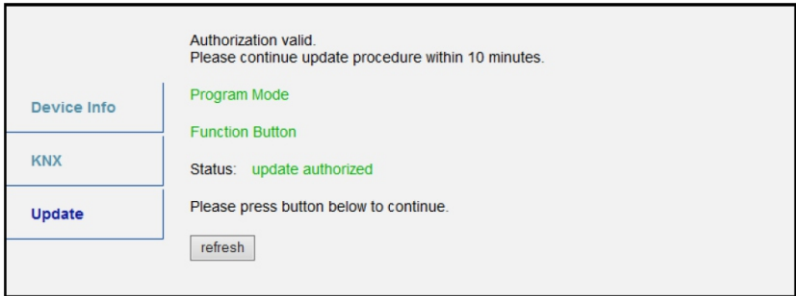 Authorization valid.
Please continue update procedure within 10 minutes.
Device Info
Program Mode
Function Button
KNX
Status: update authorized
Update
Please press button below to continue.
refresh